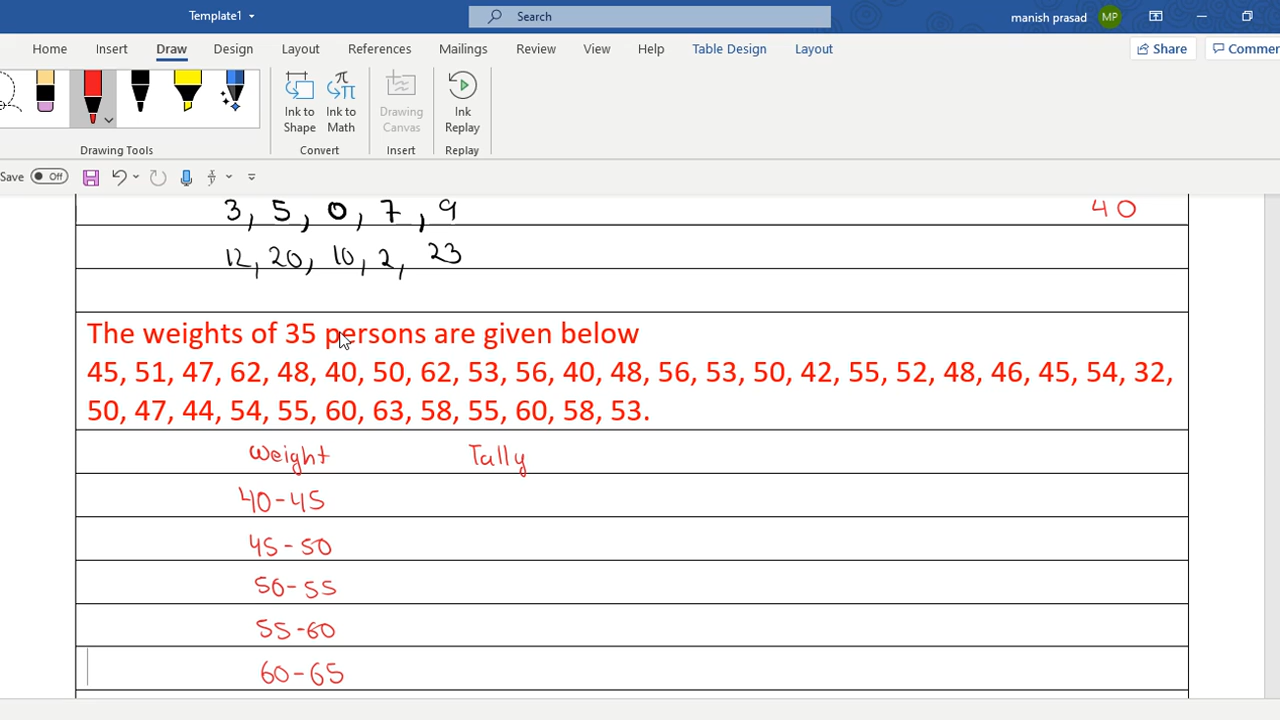 Template1
Search
manish prasad MP
Home Insert Draw Design Layout References Mailings Review View Help Table Design Layout Share Commer
Ink to Shape
Ink to Math
Drawing Canvas
Ink Replay
Drawing Tools Convert Insert Replay
Save Off
3, 5, 0, 7, 9
40
12, 20, 10, 2, 23
The weights of 35 persons are given below
45, 51, 47, 62, 48, 40, 50, 62, 53, 56, 40, 48, 56, 53, 50, 42, 55, 52, 48, 46, 45, 54, 32,
50, 47, 44, 54, 55, 60, 63, 58, 55, 60, 58, 53.
Weight Tally
40-45
45-50
50-55
55-60
60-65